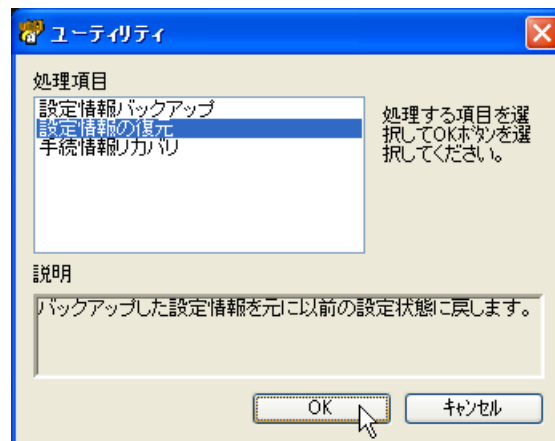 ユーティリティ
処理項目
設定情報バックアップ
設定情報の復元
手続情報リカバリ
処理する項目を選
択してOKボタンを選
択してください。
説明
バックアップした設定情報を元に以前の設定状態に戻します。
OK
キャンセル